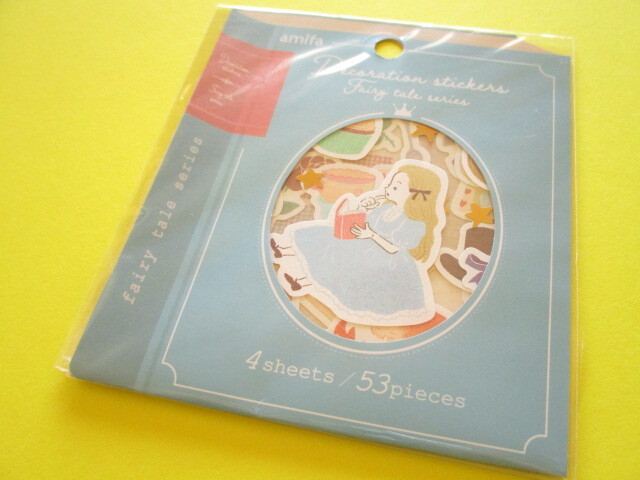 amifa
Decoration stickers
Fairy tale series
fairy tale series
4 sheets / 53 pieces